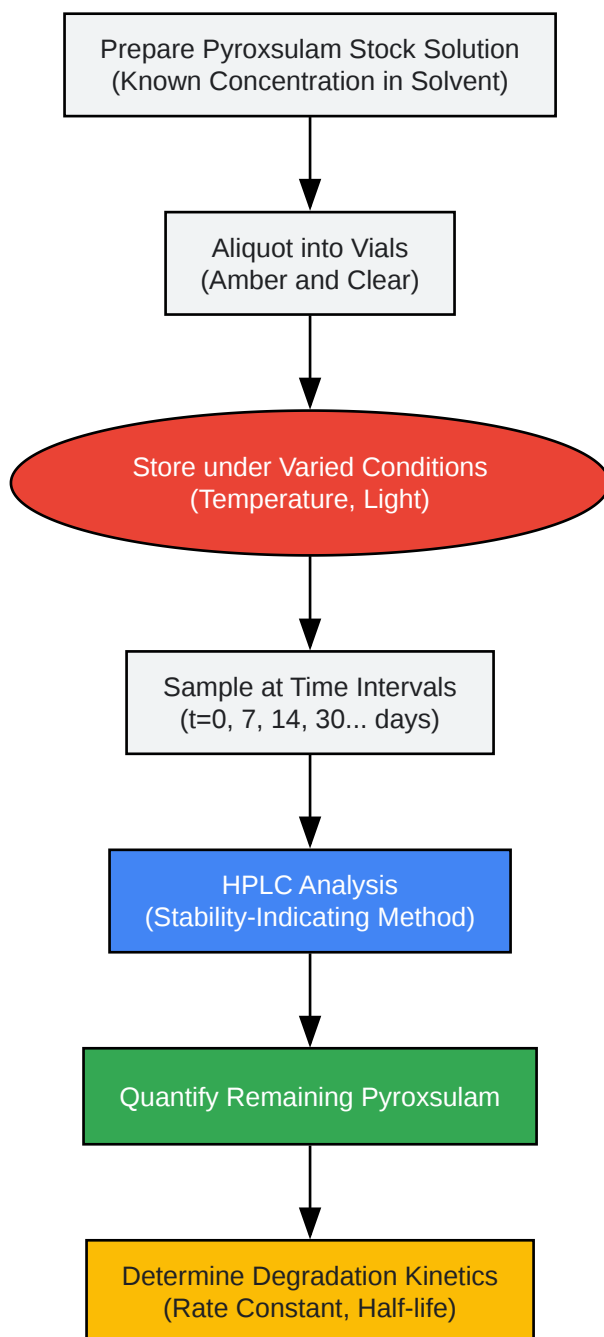 Prepare Pyroxsulam Stock Solution
(Known Concentration in Solvent)
Aliquot into Vials
(Amber and Clear)
Store under Varied Conditions
(Temperature, Light)
Sample at Time Intervals
(t=0, 7, 14, 30... days)
HPLC Analysis
(Stability-Indicating Method)
Quantify Remaining Pyroxsulam
Determine Degradation Kinetics
(Rate Constant, Half-life)